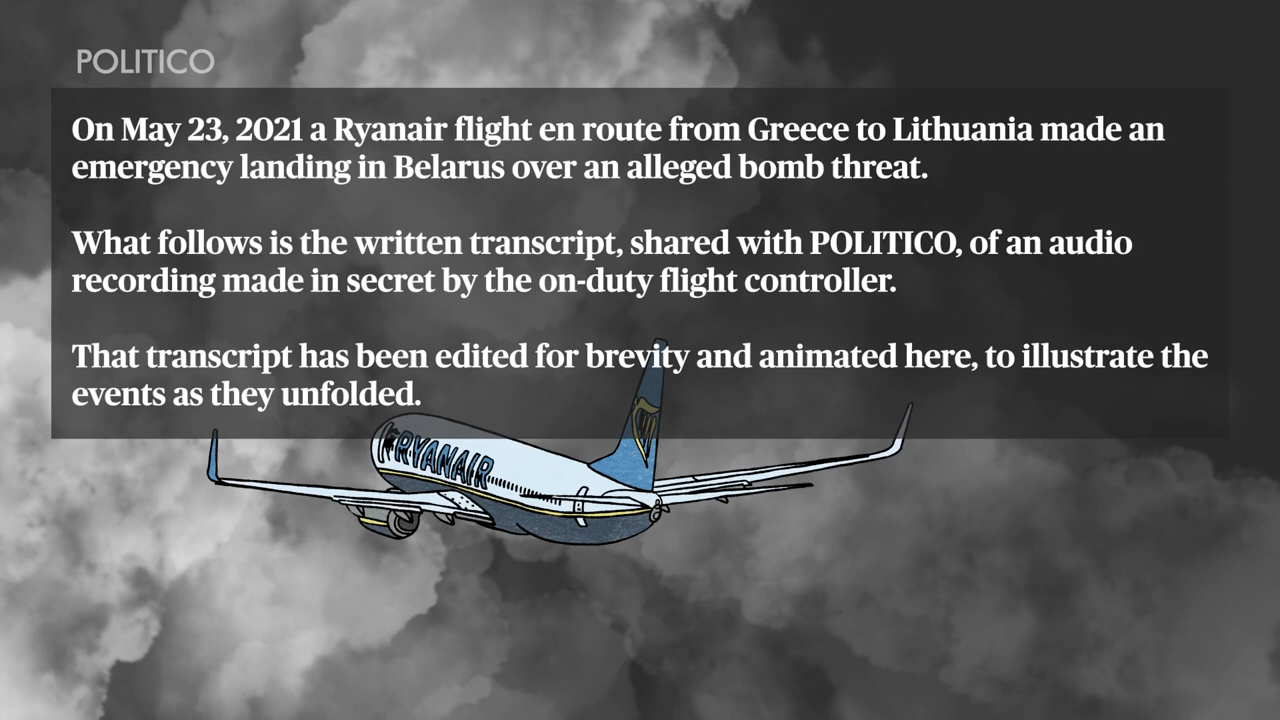 POLITICO
On May 23, 2021 a Ryanair flight en route from Greece to Lithuania made an
emergency landing in Belarus over an alleged bomb threat.
What follows is the written transcript, shared with POLITICO, of an audio
recording made in secret by the on-duty flight controller.
That transcript has been edited for brevity and animated here, to illustrate the
events as they unfolded.
RYANAIR